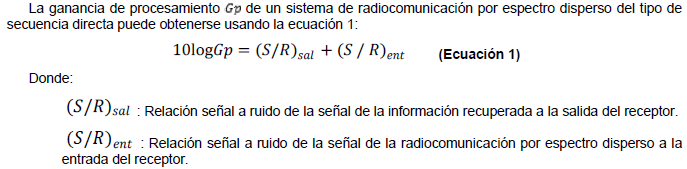 La ganancia de procesamiento Gp de un sistema de radiocomunicación por espectro disperso del tipo de
secuencia directa puede obtenerse usando la ecuación 1:
10logGp = (S/R)sal + (S / R)ent (Ecuación 1)
Donde:
(S/R)sal : Relación señal a ruido de la señal de la información recuperada a la salida del receptor.
(S/R)ent : Relación señal a ruido de la señal de la radiocomunicación por espectro disperso a la
entrada del receptor.